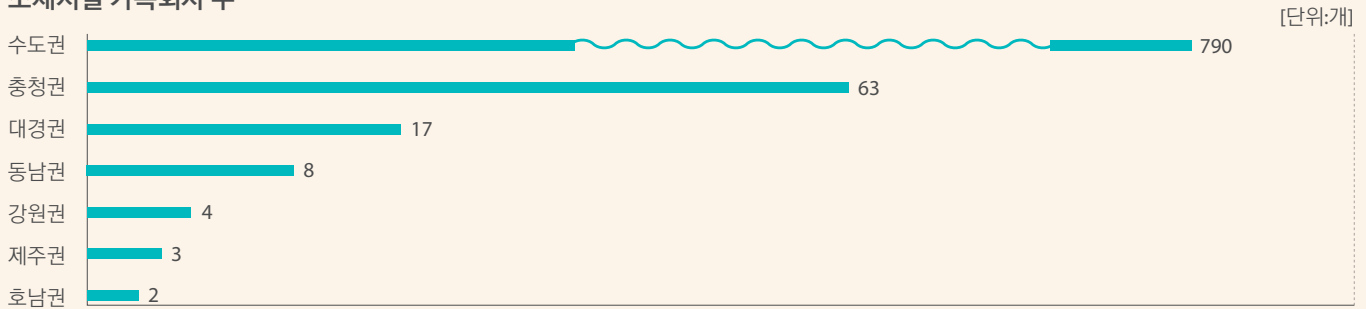 [단위:개]
수도권 790
충청권 63
대경권 17
동남권 8
강원권 4
제주권 3
호남권 2